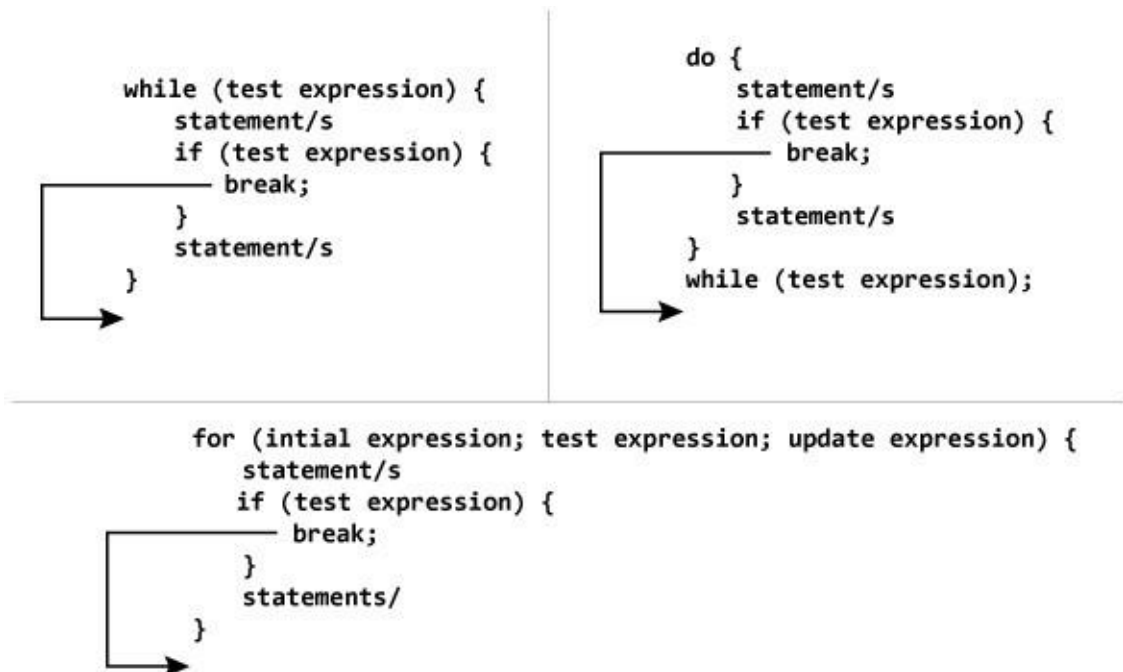 while (test expression) {
statement/s
if (test expression) {
break;
}
statement/s
}
do {
statement/s
if (test expression) {
break;
}
statement/s
}
while (test expression);
for (intial expression; test expression; update expression) {
statement/s
if (test expression) {
break;
}
statements/
}